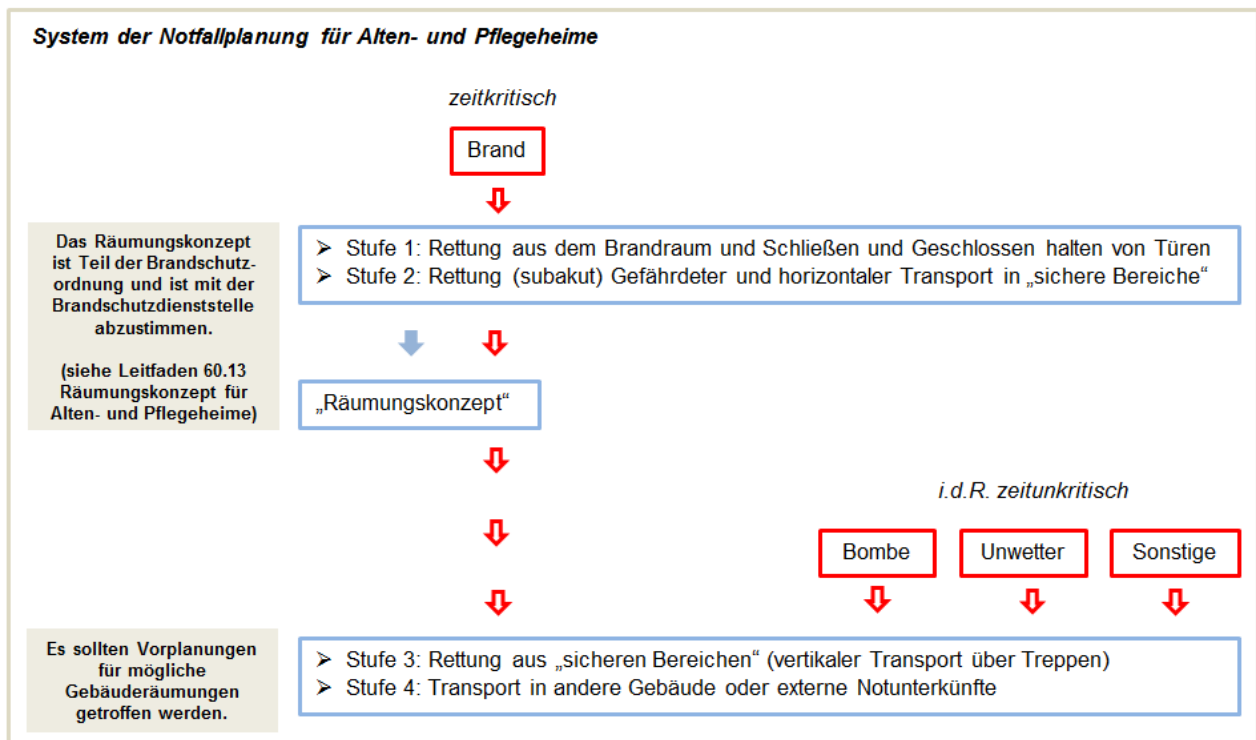 System der Notfallplanung für Alten- und Pflegeheime
zeitkritisch
Brand
Das Räumungskonzept
ist Teil der Brandschutz-
ordnung und ist mit der
Brandschutzdienststelle
abzustimmen.
(siehe Leitfaden 60.13
Räumungskonzept für
Alten- und Pflegeheime)
➢ Stufe 1: Rettung aus dem Brandraum und Schließen und Geschlossen halten von Türen
➢ Stufe 2: Rettung (subakut) Gefährdeter und horizontaler Transport in „sichere Bereiche“
„Räumungskonzept“
i.d.R. zeitunkritisch
Bombe
Unwetter
Sonstige
Es sollten Vorplanungen
für mögliche
Gebäuderäumungen
getroffen werden.
➢ Stufe 3: Rettung aus „sicheren Bereichen“ (vertikaler Transport über Treppen)
➢ Stufe 4: Transport in andere Gebäude oder externe Notunterkünfte